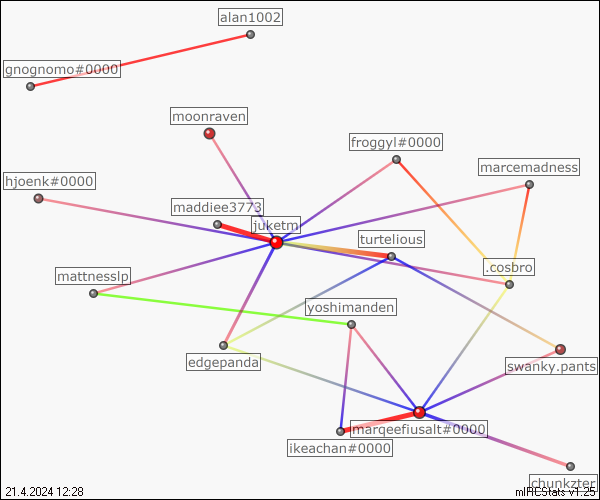 alan1002
gnognomo#0000
moonraven
froggyl#0000
marcemadness
hjoenk#0000
maddiee3773
juketm
turtelious
.cosbro
mattnesslp
yoshimanden
edgepanda
swanky.pants
marqeefiusalt#0000
ikeachan#0000
chunkzter
21.4.2024 12:28
mIRCStats v1.25